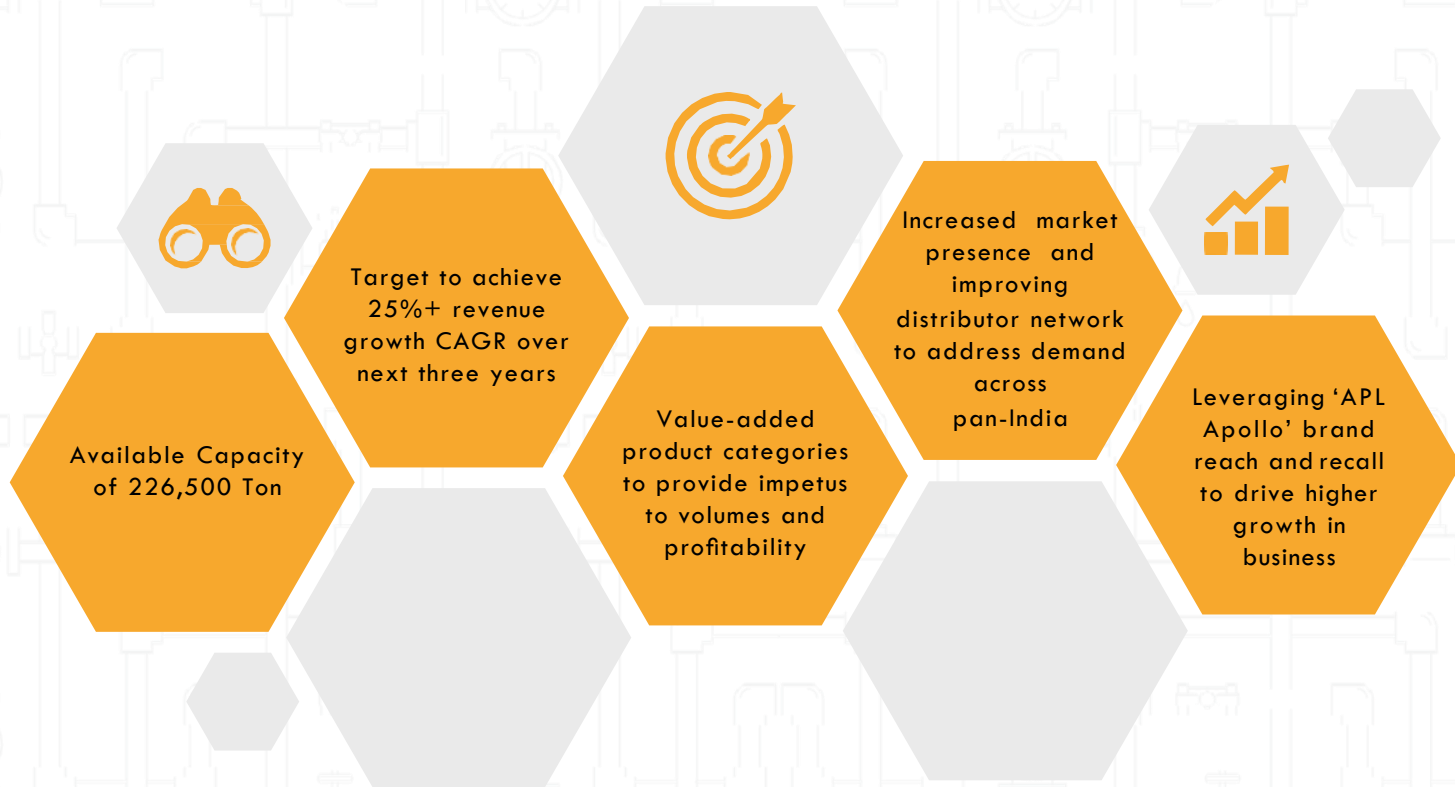 Available Capacity
of 226,500 Ton
Target to achieve
25%+ revenue
growth CAGR over
next three years
Value-added
product categories
to provide impetus
to volumes and
profitability
Increased market
presence and
improving
distributor network
to address demand
across
pan-India
Leveraging ‘APL
Apollo’ brand
reach and recall
to drive higher
growth in
business